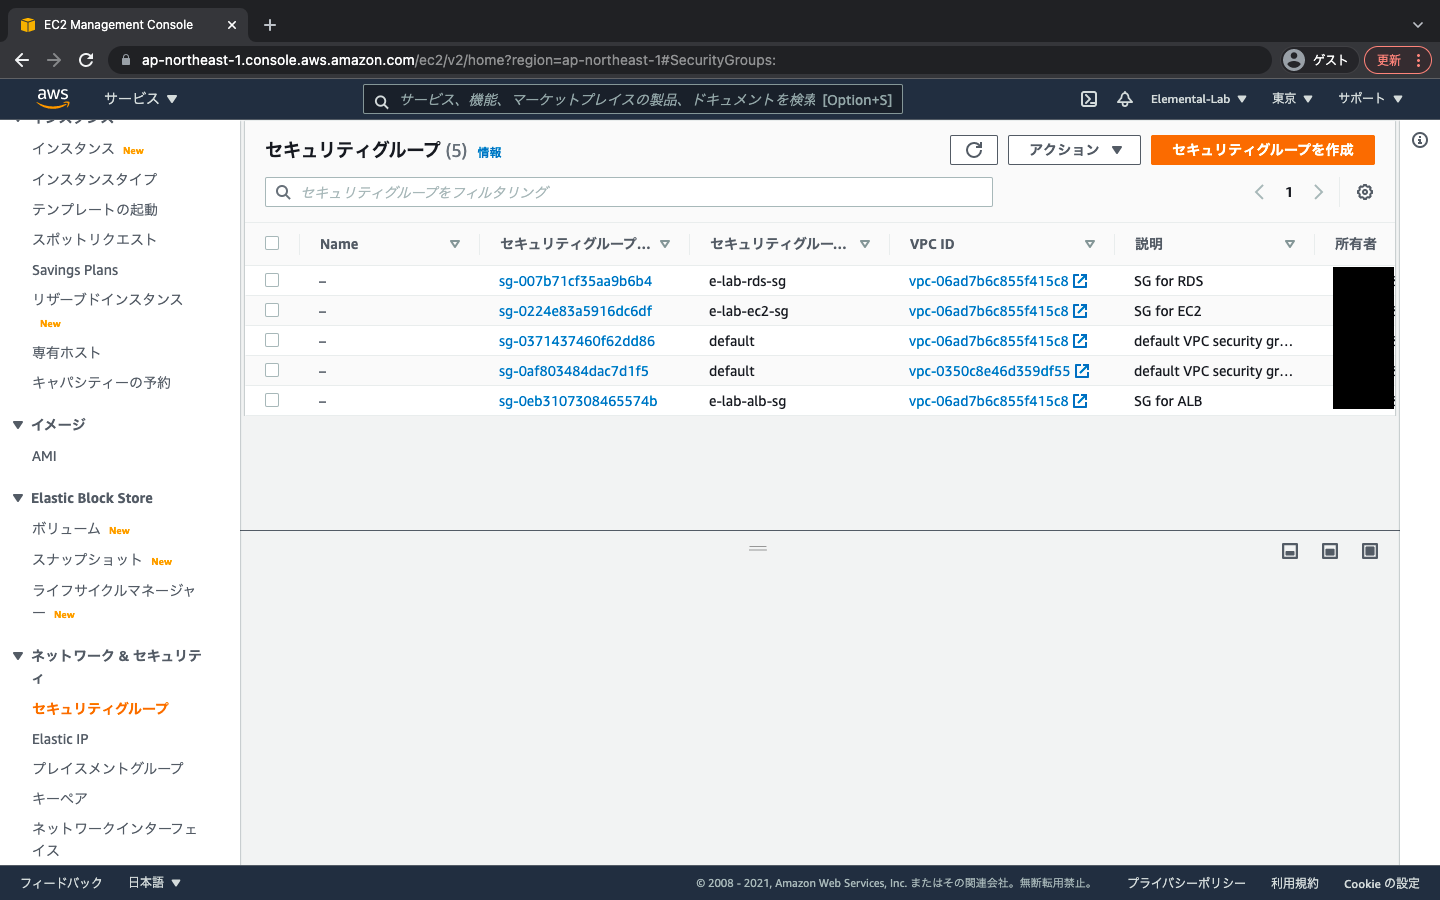 EC2 Management Console
ap-northeast-1.console.aws.amazon.com/ec2/v2/home?region=ap-northeast-1#SecurityGroups:
ゲスト
更新
aws
サービス
サービス、機能、マーケットプレイスの製品、ドキュメントを検索 [Option+S]
Elemental-Lab
東京
サポート
インスタンス
インスタンス New
インスタンスタイプ
テンプレートの起動
スポットリクエスト
Savings Plans
リザーブドインスタンス
New
専有ホスト
キャパシティーの予約
イメージ
AMI
Elastic Block Store
ボリューム New
スナップショット New
ライフサイクルマネージャ
ー New
ネットワーク & セキュリテ
ィ
セキュリティグループ
Elastic IP
プレイスメントグループ
キーペア
ネットワークインターフェ
イス
セキュリティグループ (5) 情報
アクション
セキュリティグループを作成
セキュリティグループをフィルタリング
1
Name セキュリティグループ... セキュリティグルー... VPC ID 説明 所有者
– sg-007b71cf35aa9b6b4 e-lab-rds-sg vpc-06ad7b6c855f415c8 SG for RDS
– sg-0224e83a5916dc6df e-lab-ec2-sg vpc-06ad7b6c855f415c8 SG for EC2
– sg-0371437460f62dd86 default vpc-06ad7b6c855f415c8 default VPC security gr...
– sg-0af803484dac7d1f5 default vpc-0350c8e46d359df55 default VPC security gr...
– sg-0eb3107308465574b e-lab-alb-sg vpc-06ad7b6c855f415c8 SG for ALB
フィードバック
日本語
© 2008 - 2021, Amazon Web Services, Inc. またはその関連会社。無断転用禁止。
プライバシーポリシー
利用規約
Cookie の設定